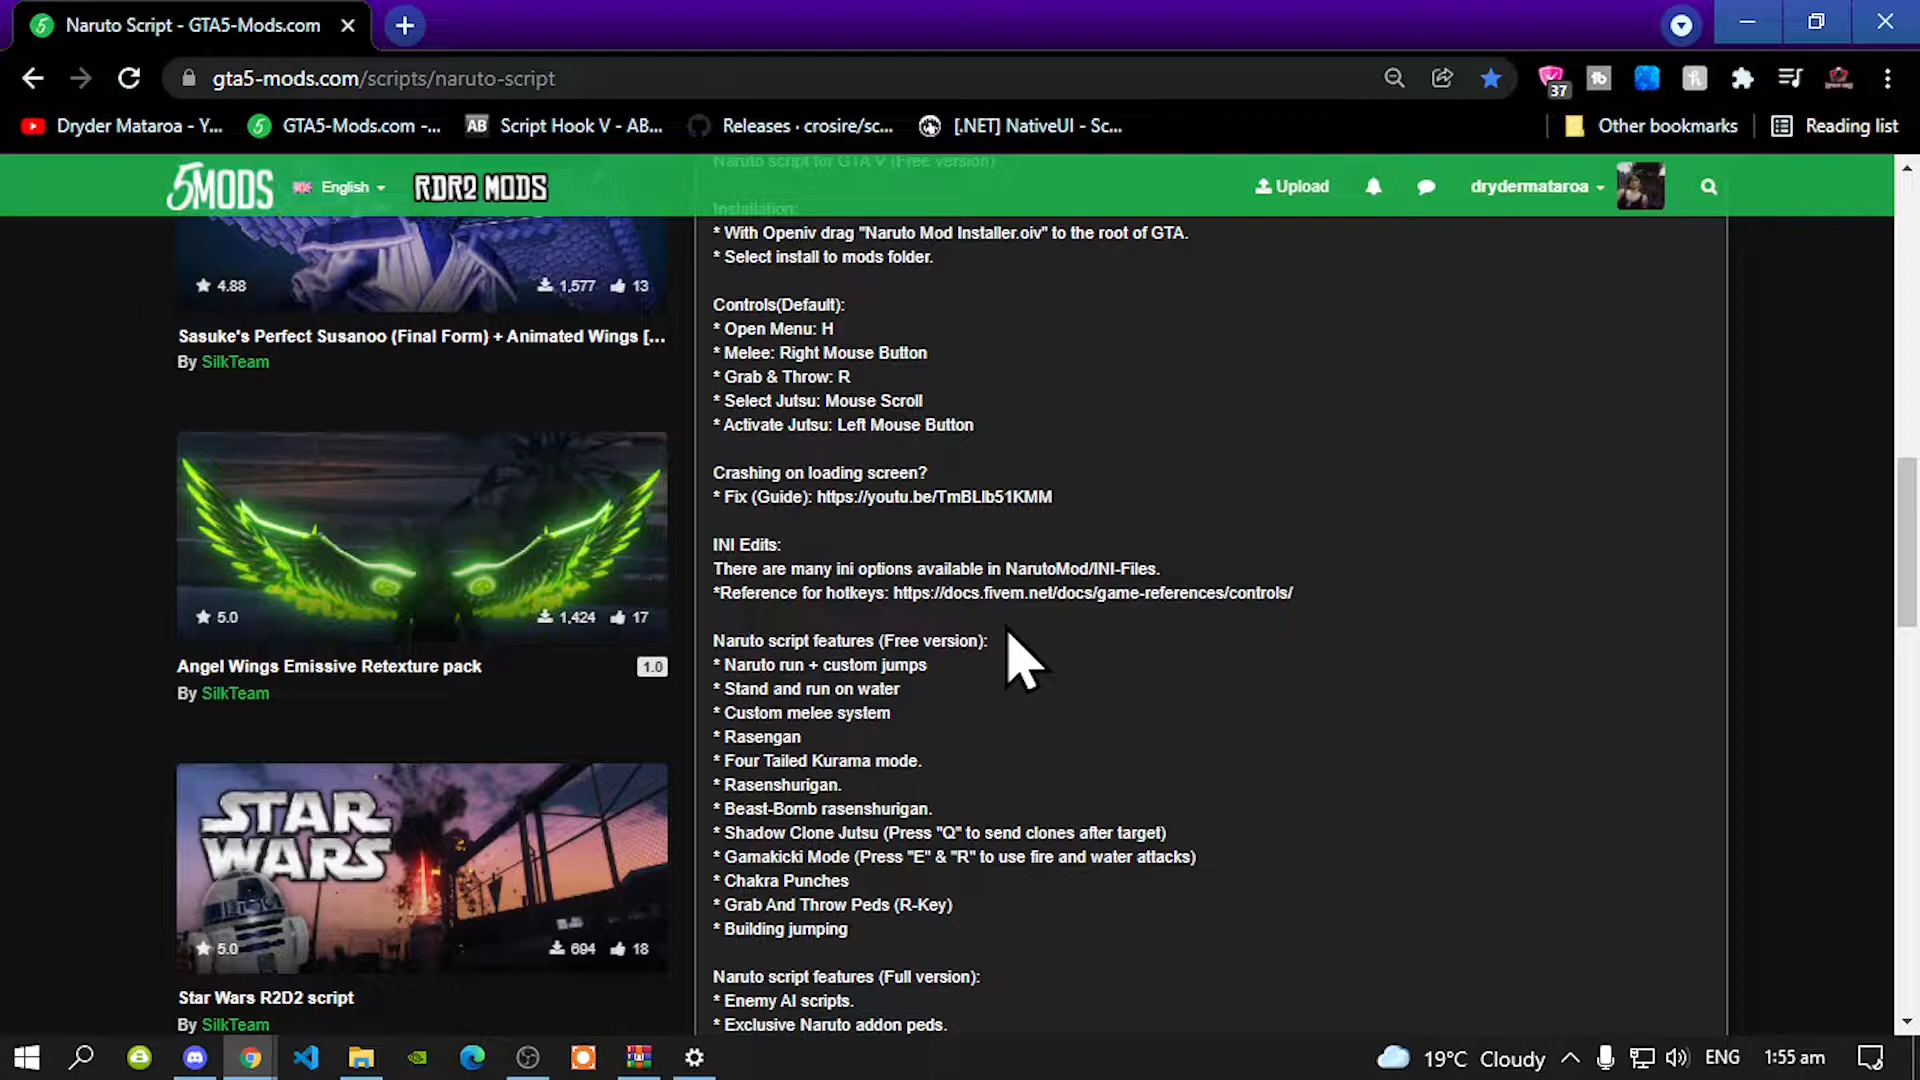 Naruto Script - GTA5-Mods.com
gta5-mods.com/scripts/naruto-script
37
Dryder Mataroa - Y...
GTA5-Mods.com -...
AB
Script Hook V - AB...
Releases · crosire/sc...
[.NET] NativeUI - Sc...
Other bookmarks
Reading list
5MODS
English
RDR2 MODS
Upload
drydermataroa
4.88
1,577
13
Sasuke's Perfect Susanoo (Final Form) + Animated Wings [...
By SilkTeam
5.0
1,424
17
Angel Wings Emissive Retexture pack
1.0
By SilkTeam
STAR
WARS
5.0
694
18
Star Wars R2D2 script
By SilkTeam
Naruto script for GTA V (Free version)
Installation:
* With Openiv drag "Naruto Mod Installer.oiv" to the root of GTA.
* Select install to mods folder.
Controls(Default):
* Open Menu: H
* Melee: Right Mouse Button
* Grab & Throw: R
* Select Jutsu: Mouse Scroll
* Activate Jutsu: Left Mouse Button
Crashing on loading screen?
* Fix (Guide): https://youtu.be/TmBLlb51KMM
INI Edits:
There are many ini options available in NarutoMod/INI-Files.
*Reference for hotkeys: https://docs.fivem.net/docs/game-references/controls/
Naruto script features (Free version):
* Naruto run + custom jumps
* Stand and run on water
* Custom melee system
* Rasengan
* Four Tailed Kurama mode.
* Rasenshurigan.
* Beast-Bomb rasenshurigan.
* Shadow Clone Jutsu (Press "Q" to send clones after target)
* Gamakicki Mode (Press "E" & "R" to use fire and water attacks)
* Chakra Punches
* Grab And Throw Peds (R-Key)
* Building jumping
Naruto script features (Full version):
* Enemy AI scripts.
* Exclusive Naruto addon peds.
19°C Cloudy
ENG
1:55 am